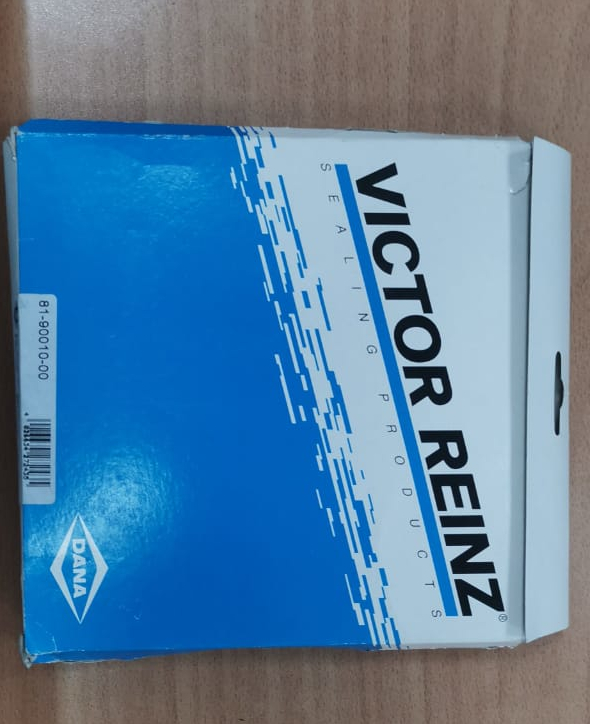 VICTOR REINZ®
SEALING PRODUCTS
81-90010-00
DANA